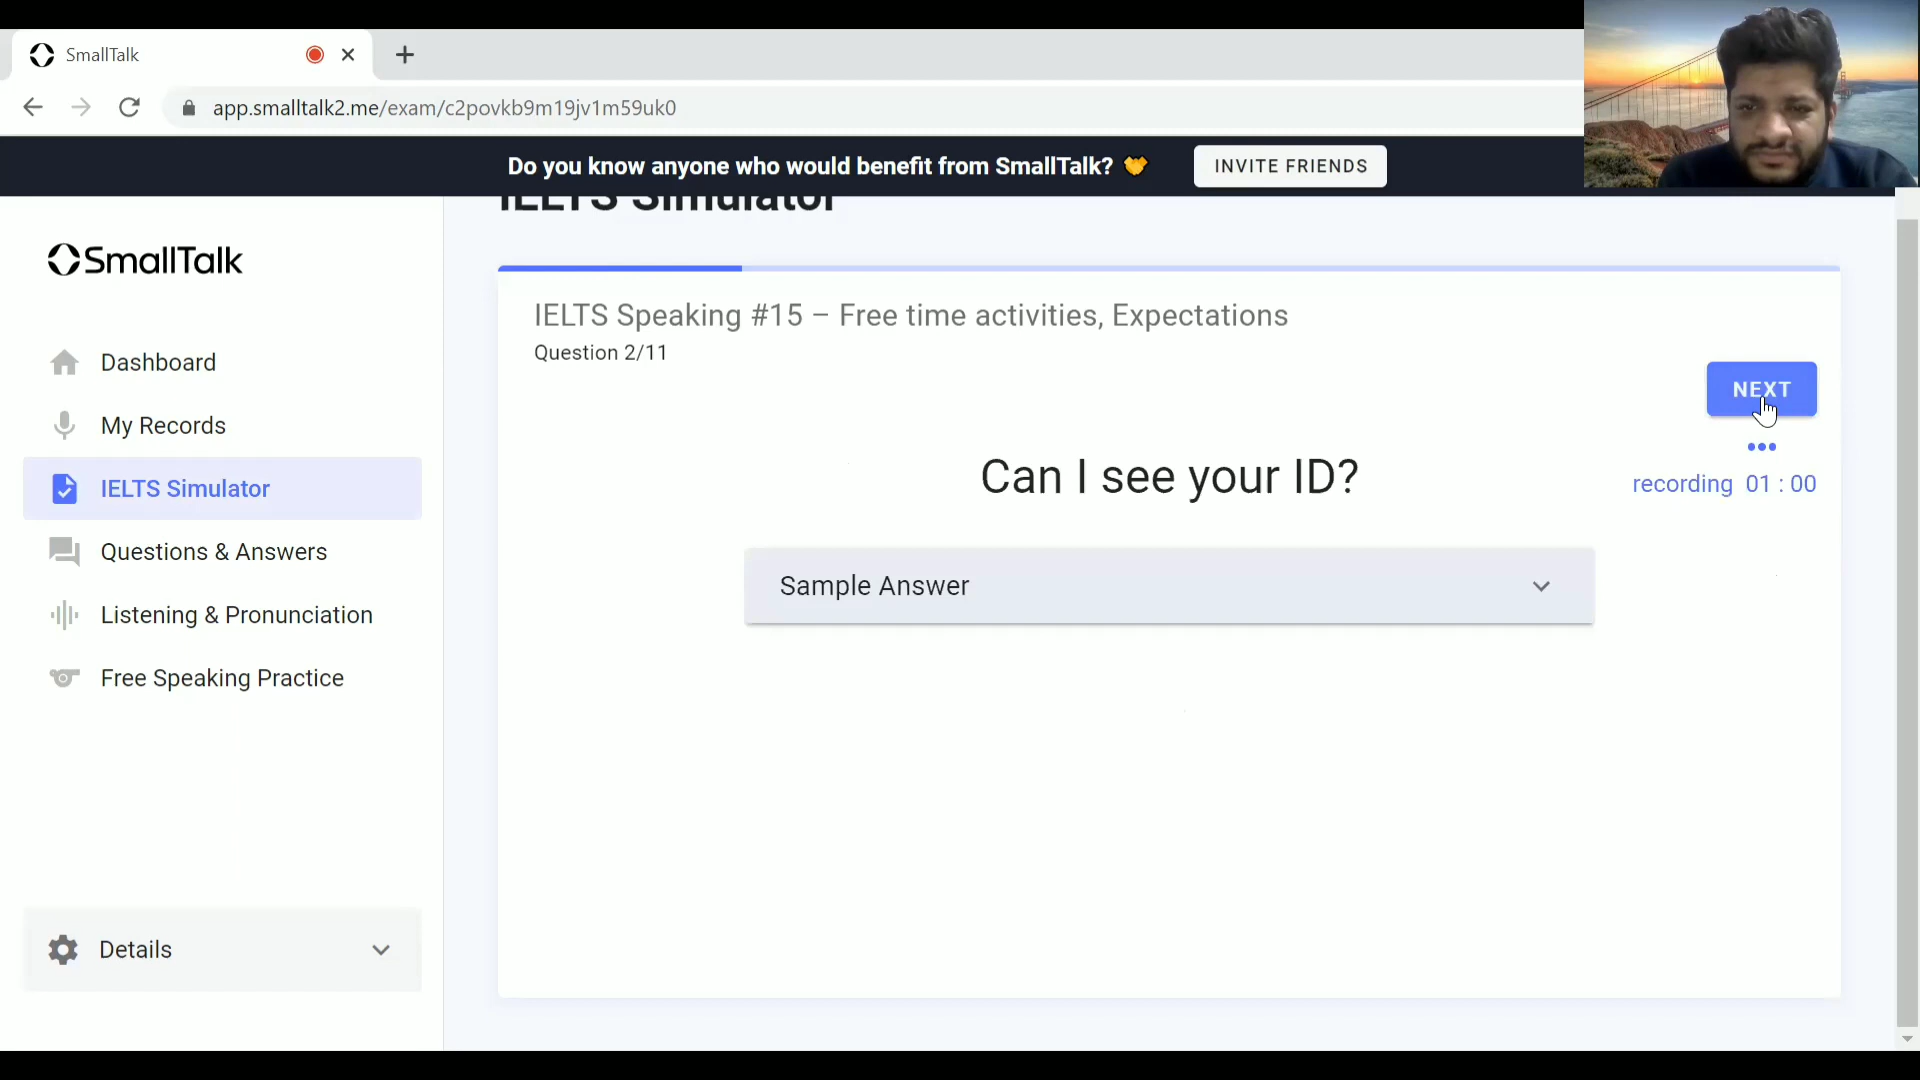 SmallTalk
app.smalltalk2.me/exam/c2povkb9m19jv1m59uk0
Do you know anyone who would benefit from SmallTalk?
INVITE FRIENDS
IELTS Simulator
SmallTalk
Dashboard
My Records
IELTS Simulator
Questions & Answers
Listening & Pronunciation
Free Speaking Practice
Details
IELTS Speaking #15 – Free time activities, Expectations
Question 2/11
NEXT
recording 01 : 00
Can I see your ID?
Sample Answer